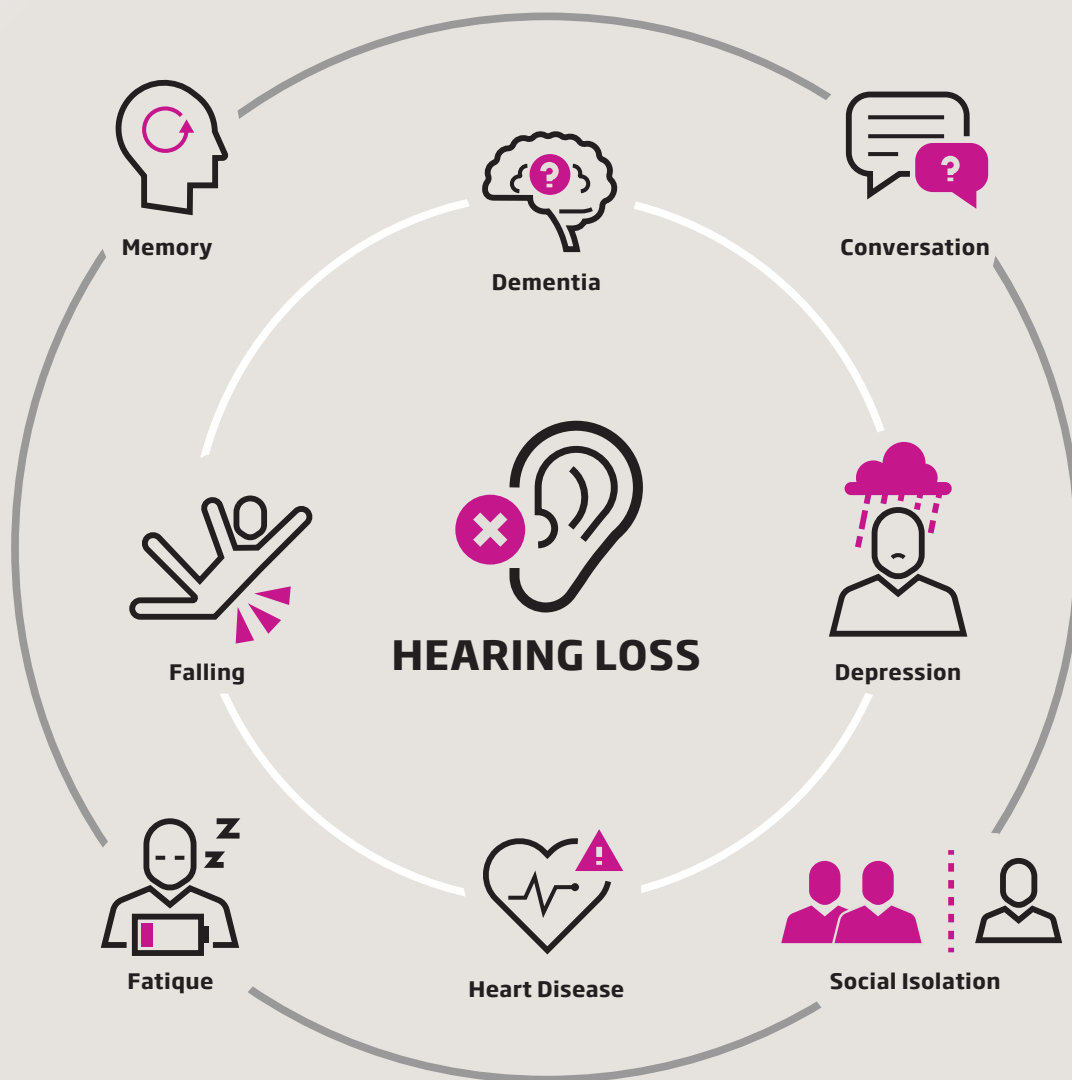 Memory
Dementia
Conversation
?
?
Falling
HEARING LOSS
Depression
z
z
Fatique
Heart Disease
!
Social Isolation